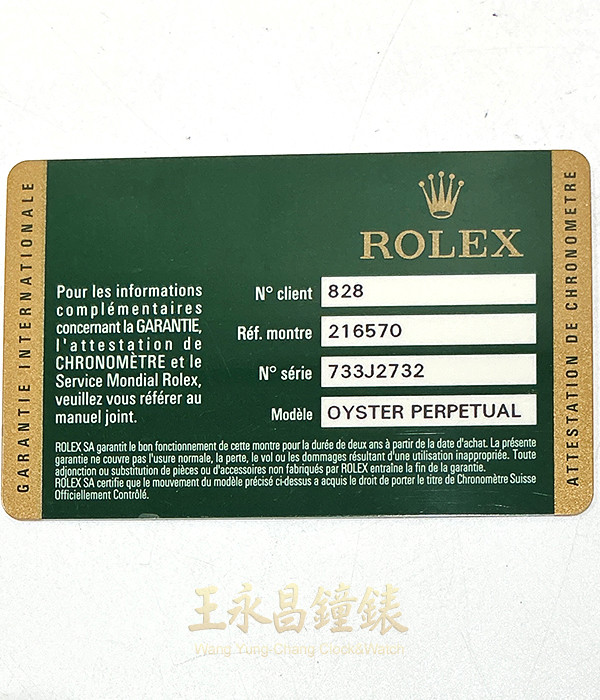 GARANTIE INTERNATIONALE
ROLEX
Pour les informations
complémentaires
concernant la GARANTIE,
l'attestation de
CHRONOMÈTRE et le
Service Mondial Rolex,
veuillez vous référer au
manuel joint.
N° client 828
Réf. montre 216570
N° série 733J2732
Modèle OYSTER PERPETUAL
ROLEX SA garantit le bon fonctionnement de cette montre pour la durée de deux ans à partir de la date d'achat. La présente
garantie ne couvre pas l'usure normale, la perte, le vol ou les dommages résultant d'une utilisation inappropriée. Toute
adjonction ou substitution de pièces ou d'accessoires non fabriqués par ROLEX entraîne la fin de la garantie.
ROLEX SA certifie que le mouvement du modèle précisé ci-dessus a acquis le droit de porter le titre de Chronomètre Suisse
Officiellement Contrôlé.
ATTESTATION DE CHRONOMETRE
王永昌鐘錶
Wang Yung Chang Clock&Watch